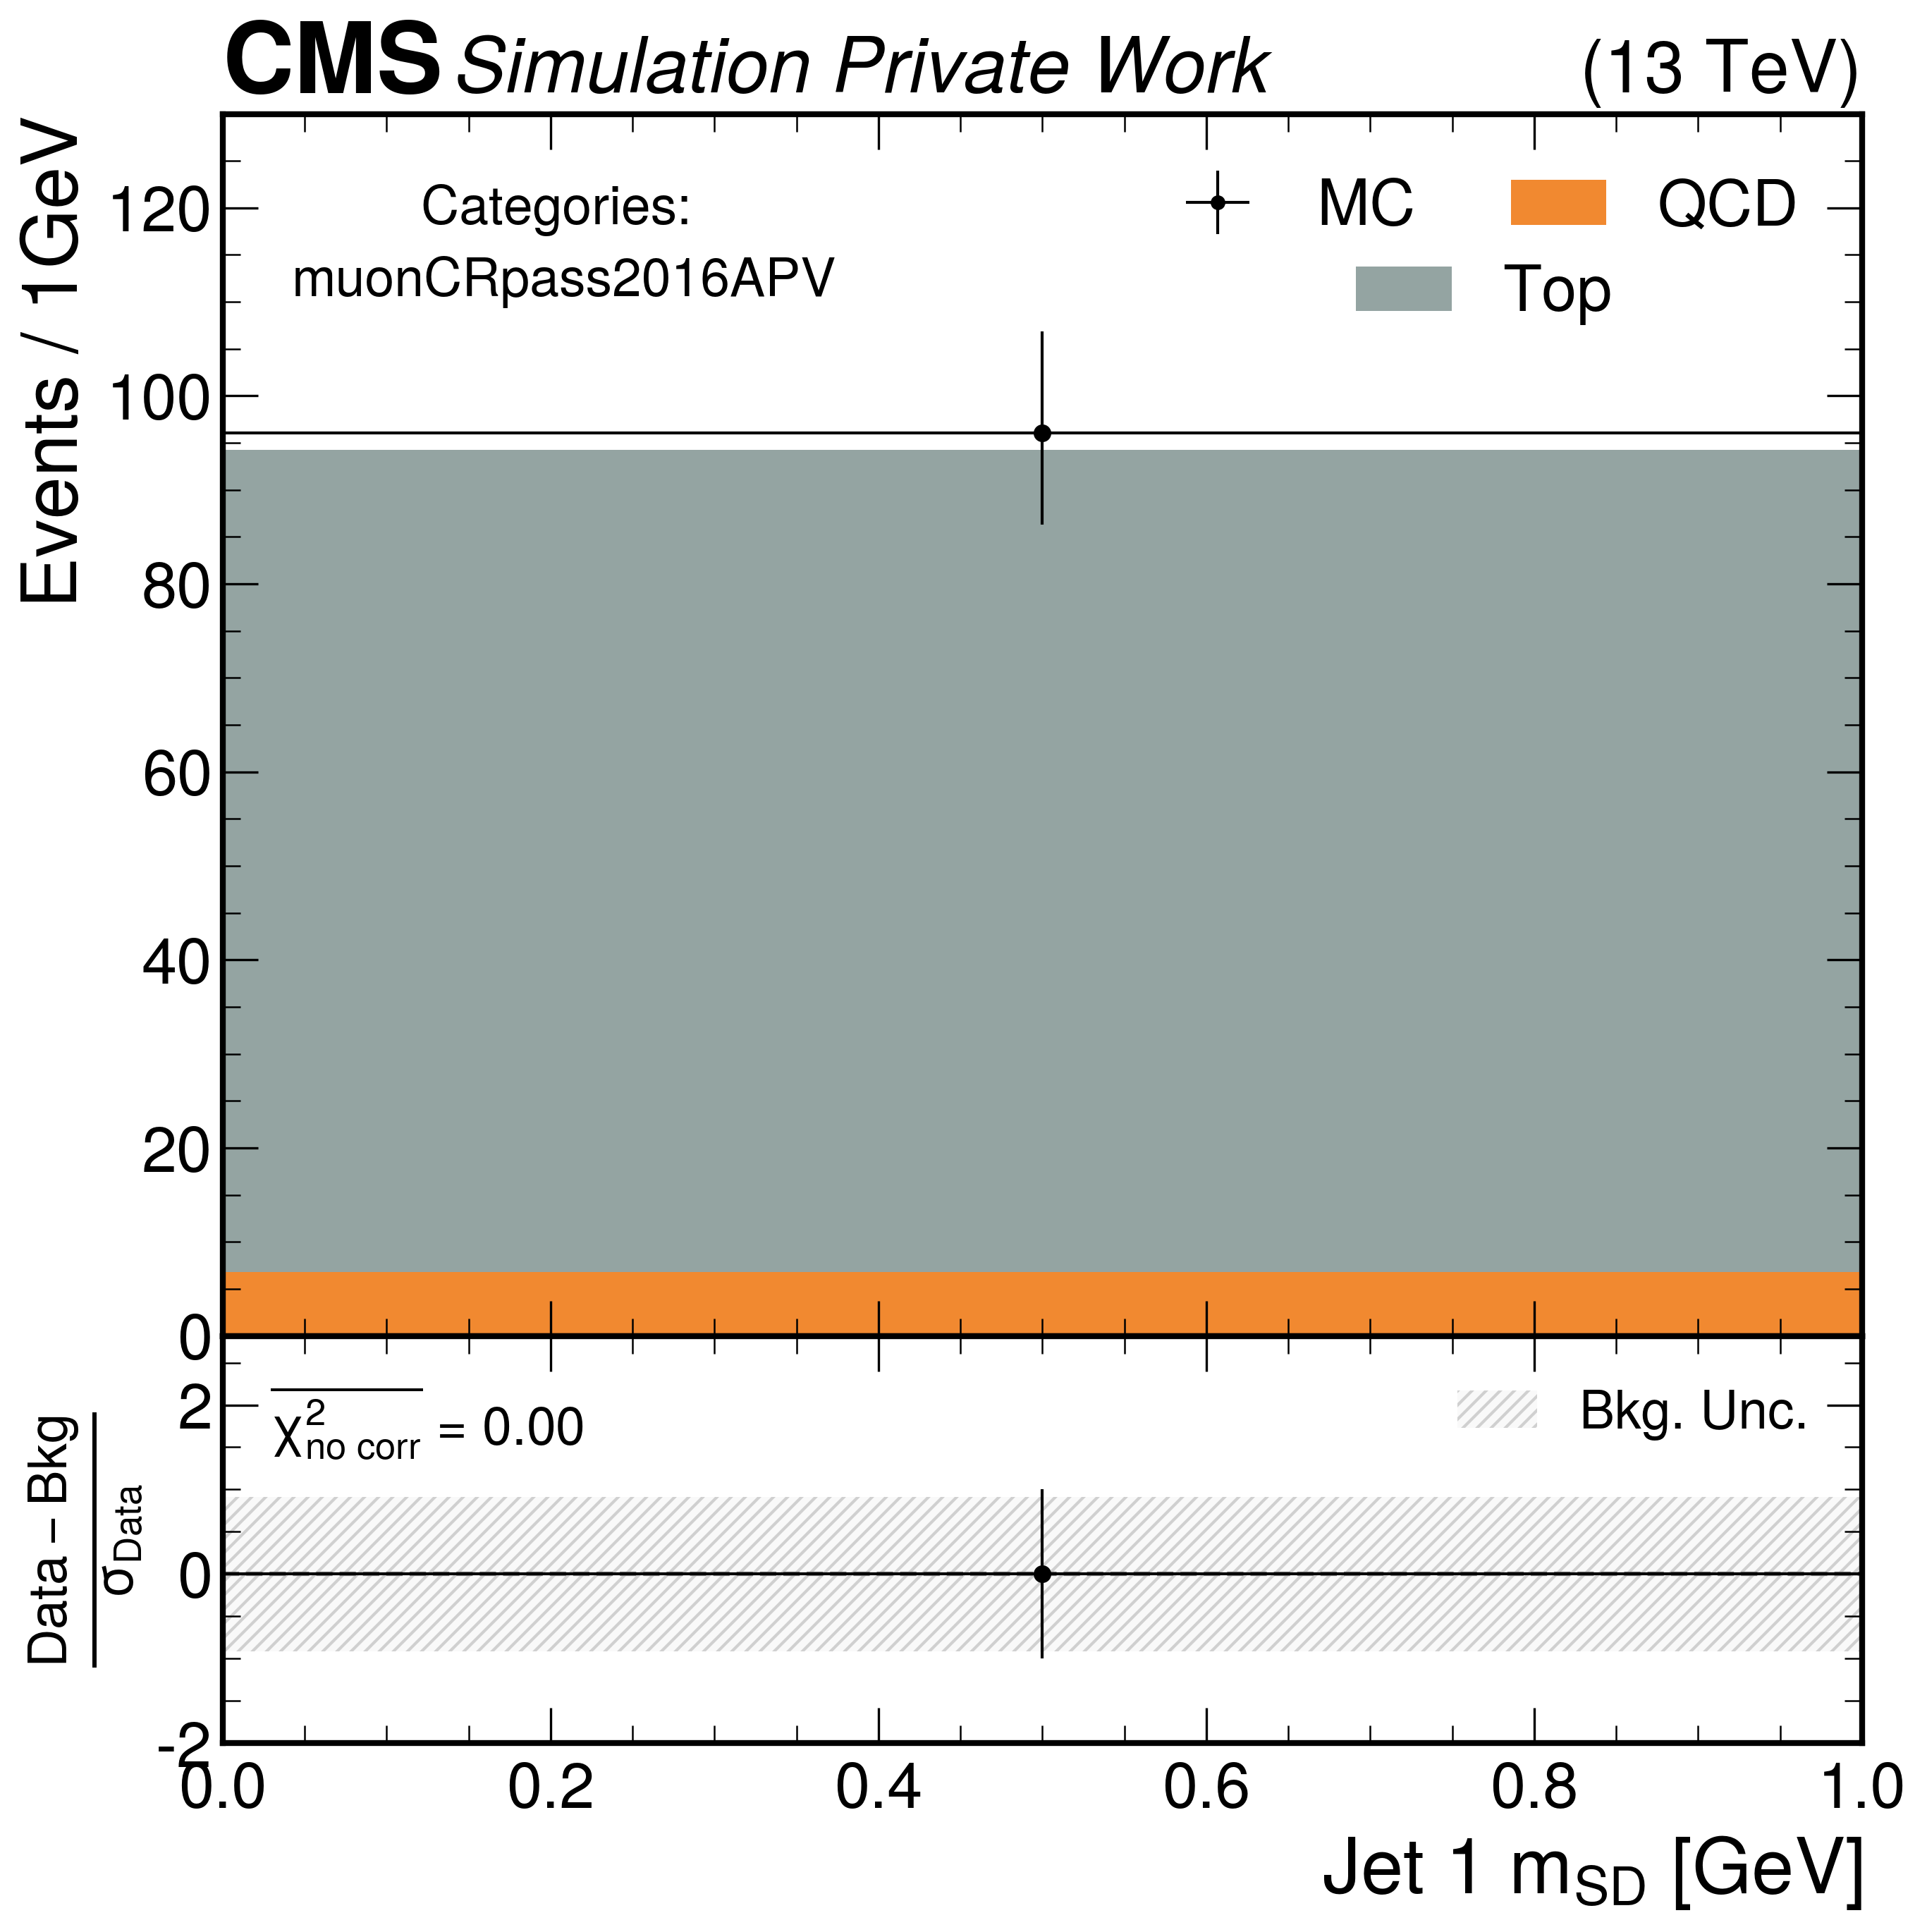 CMS Simulation Private Work (13 TeV)
Events / 1GeV
120
100
80
60
40
20
0
Categories:
muonCRpass2016APV
MC
QCD
Top
Data − Bkg
σData
2
0
-2
χ²no corr = 0.00
Bkg. Unc.
0.0 0.2 0.4 0.6 0.8 1.0
Jet 1 mSD [GeV]